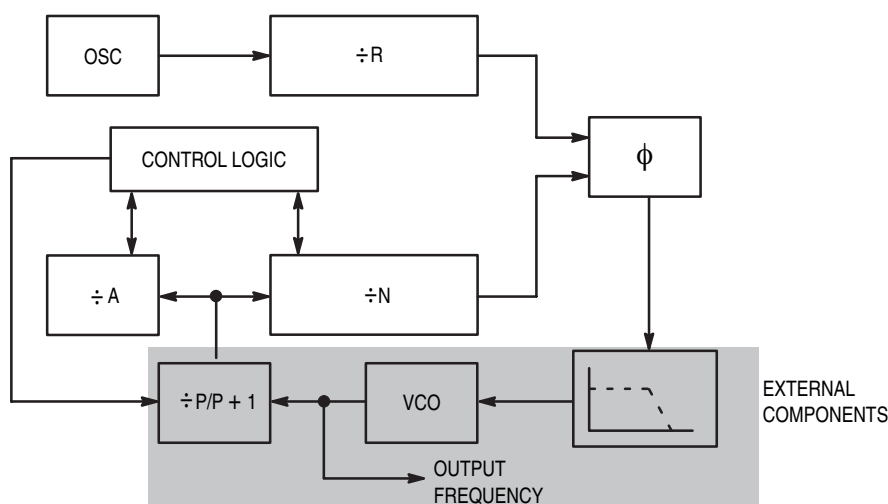 OSC
÷R
CONTROL LOGIC
ϕ
÷A
÷N
÷P/P + 1
VCO
EXTERNAL
COMPONENTS
OUTPUT
FREQUENCY